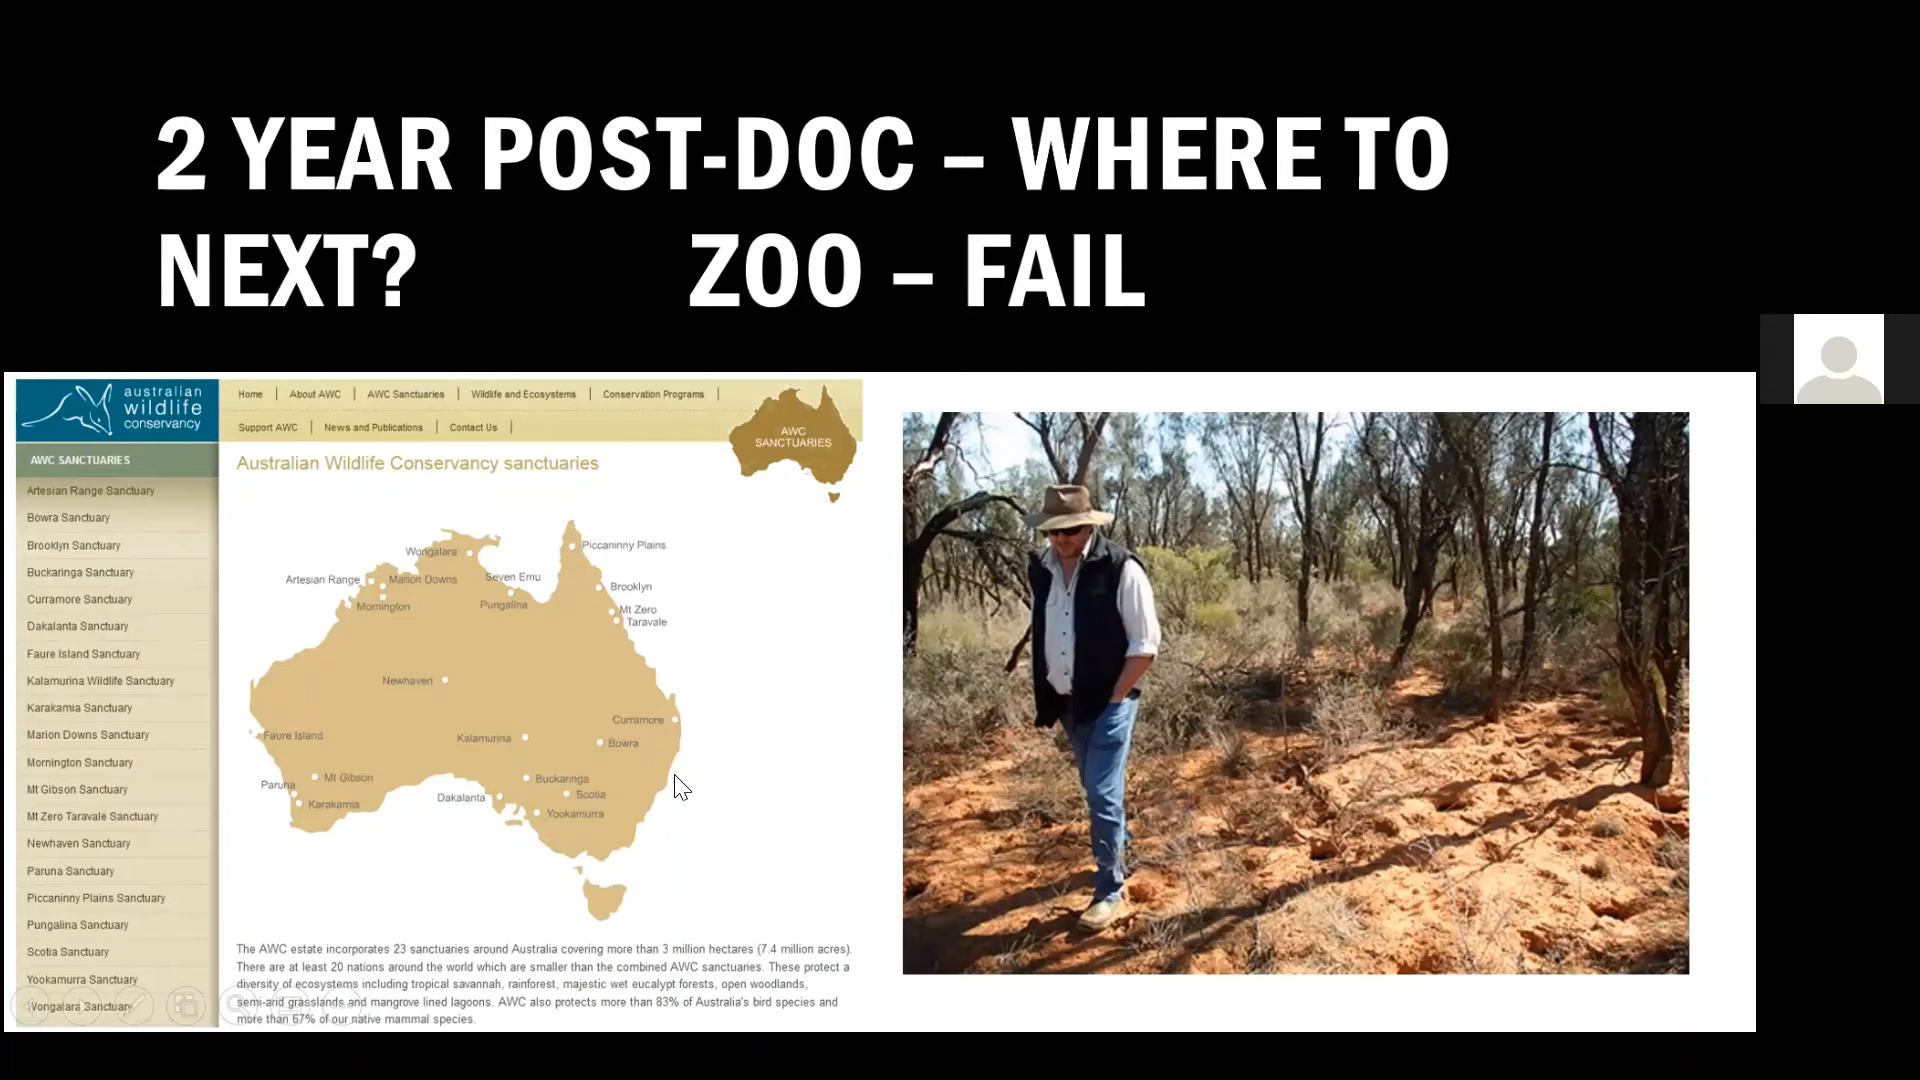 2 YEAR POST-DOC – WHERE TO
NEXT? ZOO – FAIL
australian
wildlife
conservancy
Home | About AWC | AWC Sanctuaries | Wildlife and Ecosystems | Conservation Programs |
Support AWC | News and Publications | Contact Us |
AWC
SANCTUARIES
AWC SANCTUARIES
Artesian Range Sanctuary
Bowra Sanctuary
Brooklyn Sanctuary
Buckaringa Sanctuary
Curramore Sanctuary
Dakalanta Sanctuary
Faure Island Sanctuary
Kalamurina Wildlife Sanctuary
Karakamia Sanctuary
Marion Downs Sanctuary
Mornington Sanctuary
Mt Gibson Sanctuary
Mt Zero Taravale Sanctuary
Newhaven Sanctuary
Paruna Sanctuary
Piccaninny Plains Sanctuary
Pungalina Sanctuary
Scotia Sanctuary
Yookamurra Sanctuary
Wongalara Sanctuary
Australian Wildlife Conservancy sanctuaries
Wongalara
Piccaninny Plains
Artesian Range
Marion Downs
Seven Emu
Brooklyn
Mornington
Pungalina
Mt Zero
Taravale
Newhaven
Curramore
Faure Island
Kalamurina
Bowra
Paruna
Mt Gibson
Buckaringa
Karakamia
Dakalanta
Scotia
Yookamurra
The AWC estate incorporates 23 sanctuaries around Australia covering more than 3 million hectares (7.4 million acres).
There are at least 20 nations around the world which are smaller than the combined AWC sanctuaries. These protect a
diversity of ecosystems including tropical savannah, rainforest, majestic wet eucalypt forests, open woodlands,
semi-arid grasslands and mangrove lined lagoons. AWC also protects more than 83% of Australia's bird species and
more than 67% of our native mammal species.